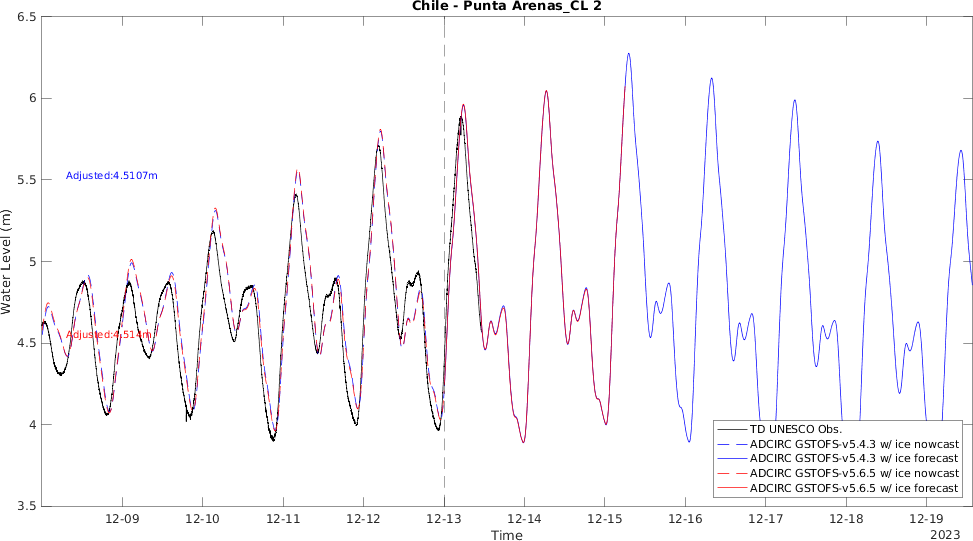 Chile - Punta Arenas_CL 2
6.5
6
5.5
5
4.5
4
3.5
Water Level (m)
Adjusted:4.5107m
Adjusted:4.514m
TD UNESCO Obs.
ADCIRC GSTOFS-v5.4.3 w/ ice nowcast
ADCIRC GSTOFS-v5.4.3 w/ ice forecast
ADCIRC GSTOFS-v5.6.5 w/ ice nowcast
ADCIRC GSTOFS-v5.6.5 w/ ice forecast
12-09 12-10 12-11 12-12 12-13 12-14 12-15 12-16 12-17 12-18 12-19
2023
Time